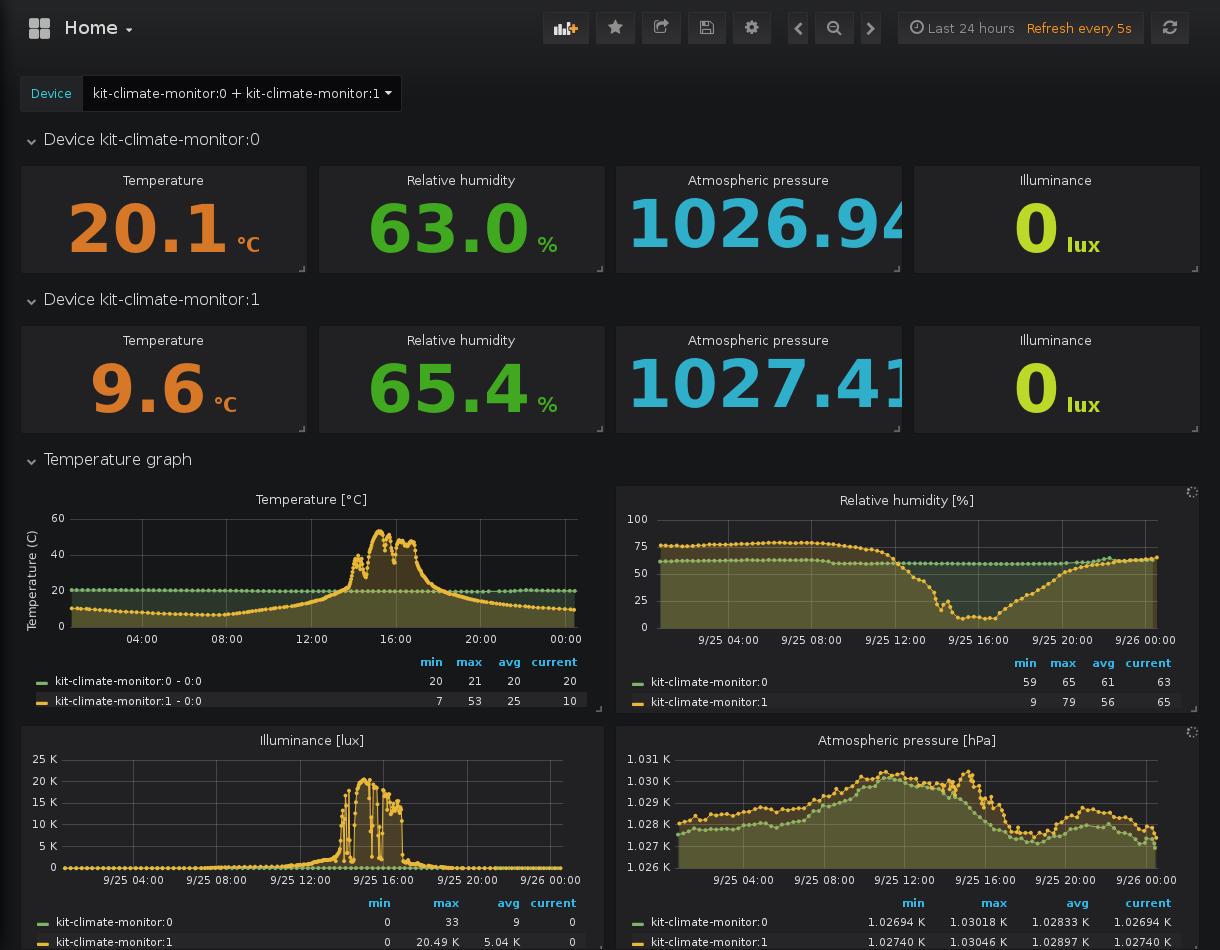 Home
Last 24 hours Refresh every 5s
Device kit-climate-monitor:0 + kit-climate-monitor:1
Device kit-climate-monitor:0
Temperature Relative humidity Atmospheric pressure Illuminance
20.1 °C 63.0 % 1026.94 0 lux
Device kit-climate-monitor:1
Temperature Relative humidity Atmospheric pressure Illuminance
9.6 °C 65.4 % 1027.41 0 lux
Temperature graph
Temperature [°C]
Temperature (C)
60
40
20
0
04:00 08:00 12:00 16:00 20:00 00:00
min max avg current
kit-climate-monitor:0 - 0:0 20 21 20 20
kit-climate-monitor:1 - 0:0 7 53 25 10
Relative humidity [%]
100
75
50
25
0
9/25 04:00 9/25 08:00 9/25 12:00 9/25 16:00 9/25 20:00 9/26 00:00
min max avg current
kit-climate-monitor:0 59 65 61 63
kit-climate-monitor:1 9 79 56 65
Illuminance [lux]
25 K
20 K
15 K
10 K
5 K
0
9/25 04:00 9/25 08:00 9/25 12:00 9/25 16:00 9/25 20:00 9/26 00:00
min max avg current
kit-climate-monitor:0 0 33 9 0
kit-climate-monitor:1 0 20.49 K 5.04 K 0
Atmospheric pressure [hPa]
1.031 K
1.030 K
1.029 K
1.028 K
1.027 K
1.026 K
9/25 04:00 9/25 08:00 9/25 12:00 9/25 16:00 9/25 20:00 9/26 00:00
min max avg current
kit-climate-monitor:0 1.02694 K 1.03018 K 1.02833 K 1.02694 K
kit-climate-monitor:1 1.02740 K 1.03046 K 1.02897 K 1.02740 K